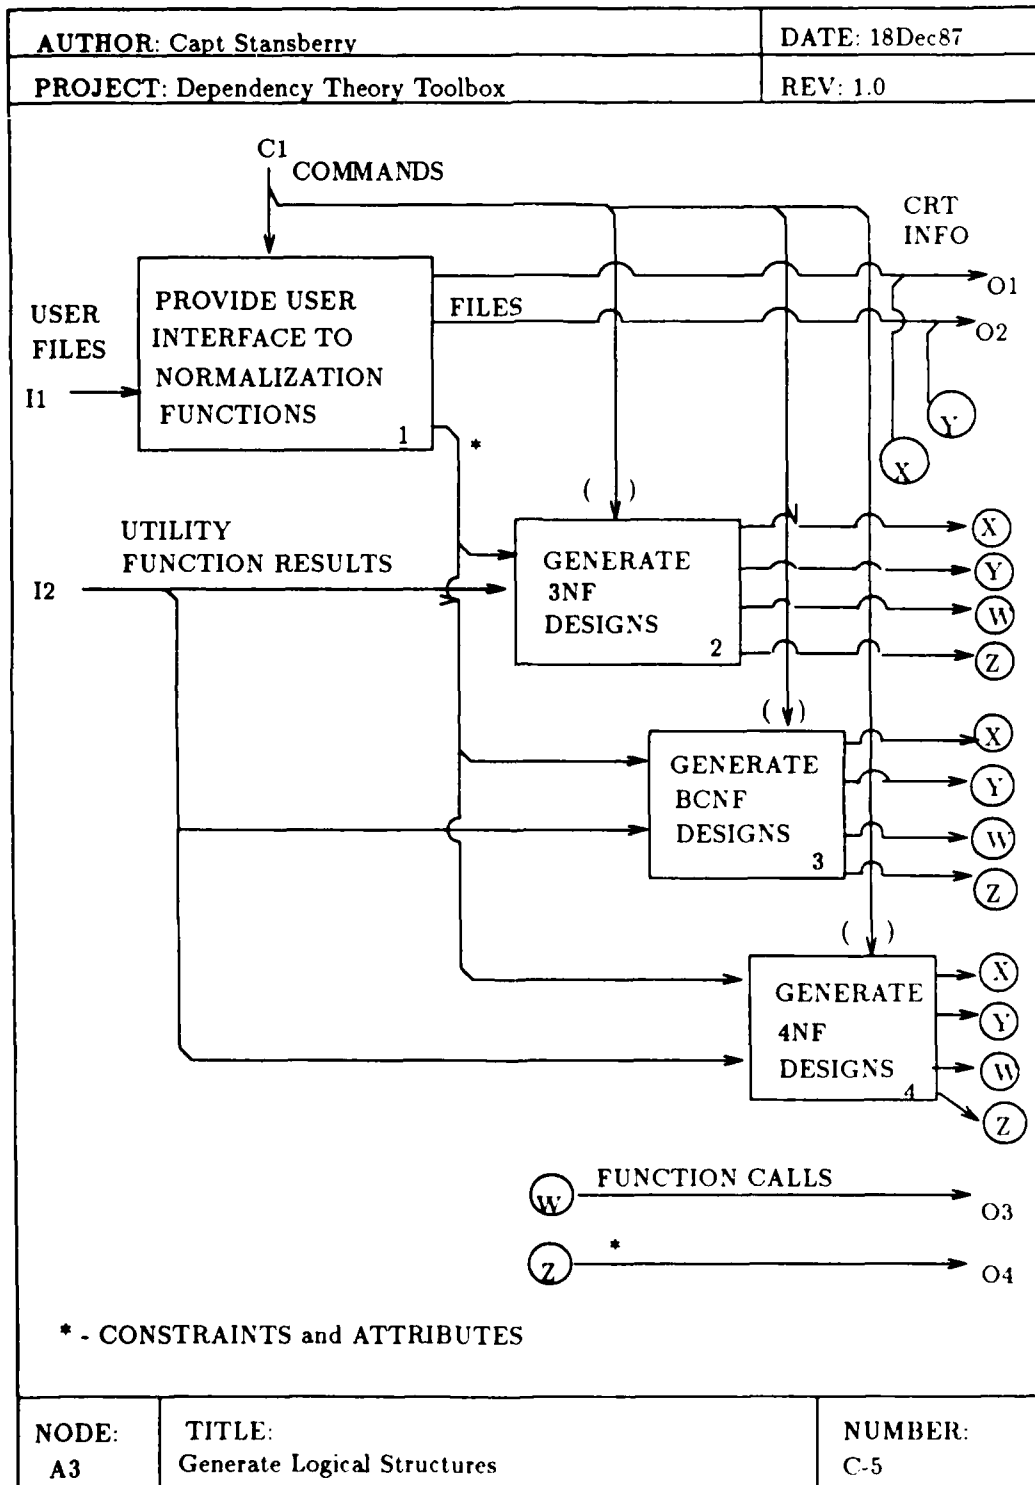 AUTHOR: Capt Stansberry
DATE: 18Dec87
PROJECT: Dependency Theory Toolbox
REV: 1.0
C1
COMMANDS
CRT
INFO
O1
FILES
O2
USER
FILES
I1
PROVIDE USER
INTERFACE TO
NORMALIZATION
FUNCTIONS
1
*
Y
X
( )
UTILITY
FUNCTION RESULTS
I2
GENERATE
3NF
DESIGNS
2
X
Y
W
Z
( )
GENERATE
BCNF
DESIGNS
3
X
Y
W
Z
( )
GENERATE
4NF
DESIGNS
4
X
Y
W
Z
W
FUNCTION CALLS
O3
Z
*
O4
* - CONSTRAINTS and ATTRIBUTES
NODE:
A3
TITLE:
Generate Logical Structures
NUMBER:
C-5